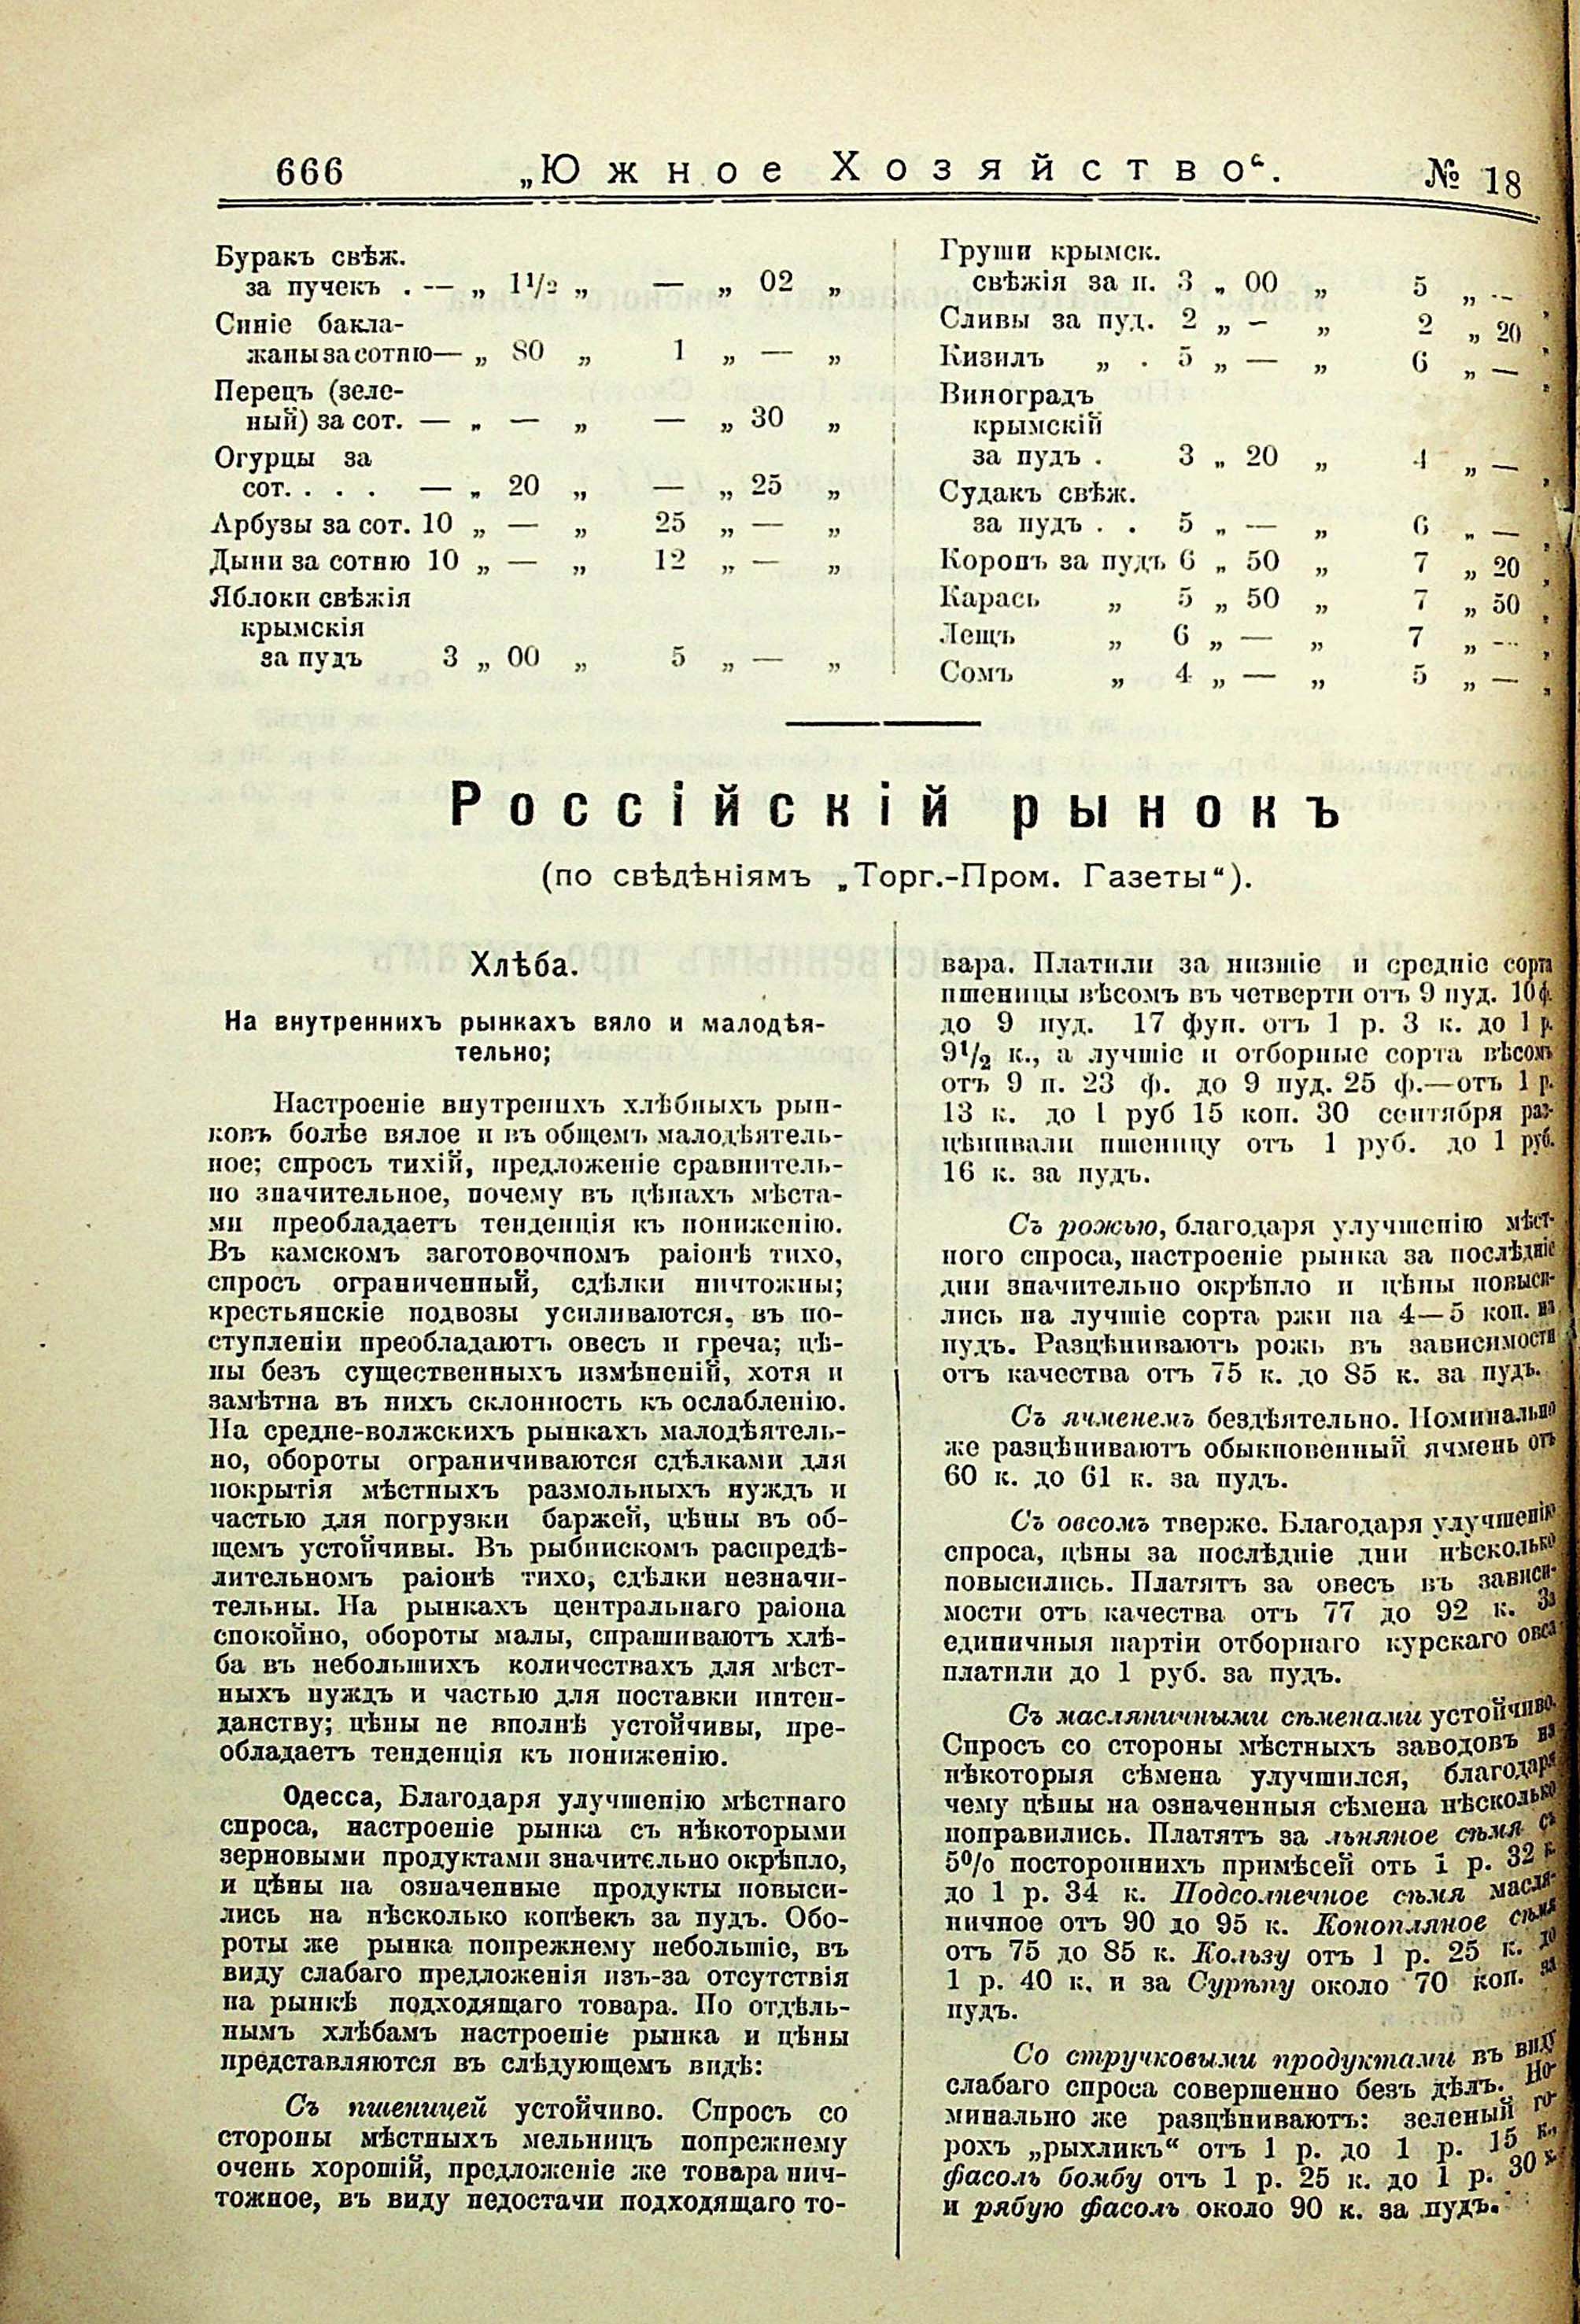 666 „Южное Хозяйство“. № 18
Буракъ свѣж.
за пучекъ . — „ 1½ „ — „ 02 „
Синіе бакла-
жаны за сотню — „ 80 „ 1 „ — „
Перецъ (зеле-
ный) за сот. — „ — „ — „ 30 „
Огурцы за
сот. . . . — „ 20 „ — „ 25 „
Арбузы за сот. 10 „ — „ 25 „ — „
Дыни за сотню 10 „ — „ 12 „ — „
Яблоки свѣжія
крымскія
за пудъ 3 „ 00 „ 5 „ — „
Груши крымск.
свѣжія за п. 3 „ 00 „ 5 „ — „
Сливы за пуд. 2 „ — „ 2 „ 20 „
Кизилъ „ . 5 „ — „ 6 „ — „
Виноградъ
крымскій
за пудъ . 3 „ 20 „ 4 „ — „
Судакъ свѣж.
за пудъ . . 5 „ — „ 6 „ — „
Коропъ за пудъ 6 „ 50 „ 7 „ 20 „
Карась „ 5 „ 50 „ 7 „ 50 „
Лещъ „ 6 „ — „ 7 „ — „
Сомъ „ 4 „ — „ 5 „ — „
Россійскій рынокъ
(по свѣдѣніямъ „Торг.-Пром. Газеты“).
Хлѣба.
На внутреннихъ рынкахъ вяло и малодѣя-
тельно;
Настроеніе внутренихъ хлѣбныхъ рын-
ковъ болѣе вялое и въ общемъ малодѣятель-
ное; спросъ тихій, предложеніе сравнитель-
но значительное, почему въ цѣнахъ мѣста-
ми преобладаетъ тенденція къ пониженію.
Въ камскомъ заготовочномъ раіонѣ тихо,
спросъ ограниченный, сдѣлки ничтожны;
крестьянскіе подвозы усиливаются, въ по-
ступленіи преобладаютъ овесъ и греча; цѣ-
ны безъ существенныхъ измѣненій, хотя и
замѣтна въ нихъ склонность къ ослабленію.
На средне-волжскихъ рынкахъ малодѣятель-
но, обороты ограничиваются сдѣлками для
покрытія мѣстныхъ размольныхъ нуждъ и
частью для погрузки баржей, цѣны въ об-
щемъ устойчивы. Въ рыбинскомъ распредѣ-
лительномъ раіонѣ тихо, сдѣлки незначи-
тельны. На рынкахъ центральнаго раіона
спокойно, обороты малы, спрашиваютъ хлѣ-
ба въ небольшихъ количествахъ для мѣст-
ныхъ нуждъ и частью для поставки интен-
данству; цѣны не вполнѣ устойчивы, пре-
обладаетъ тенденція къ пониженію.
Одесса, Благодаря улучшенію мѣстнаго
спроса, настроеніе рынка съ нѣкоторыми
зерновыми продуктами значительно окрѣпло,
и цѣны на означенные продукты повыси-
лись на нѣсколько копѣекъ за пудъ. Обо-
роты же рынка попрежнему небольшіе, въ
виду слабаго предложенія изъ-за отсутствія
на рынкѣ подходящаго товара. По отдѣль-
нымъ хлѣбамъ настроеніе рынка и цѣны
представляются въ слѣдующемъ видѣ:
Съ пшеницей устойчиво. Спросъ со
стороны мѣстныхъ мельницъ попрежнему
очень хорошій, предложеніе же товара нич-
тожное, въ виду недостачи подходящаго то-
вара. Платили за низшіе и средніе сорта
пшеницы вѣсомъ въ четверти отъ 9 пуд. 10 ф.
до 9 пуд. 17 фун. отъ 1 р. 3 к. до 1 р.
9½ к., а лучшіе и отборные сорта вѣсомъ
отъ 9 п. 23 ф. до 9 пуд. 25 ф.—отъ 1 р.
13 к. до 1 руб 15 коп. 30 сентября раз-
цѣнивали пшеницу отъ 1 руб. до 1 руб.
16 к. за пудъ.
Съ рожью, благодаря улучшенію мѣст-
ного спроса, настроеніе рынка за послѣдніе
дни значительно окрѣпло и цѣны повыси-
лись на лучшіе сорта ржи на 4—5 коп. на
пудъ. Разцѣниваютъ рожь въ зависимости
отъ качества отъ 75 к. до 85 к. за пудъ.
Съ ячменемъ бездѣятельно. Номинально
же разцѣниваютъ обыкновенный ячмень отъ
60 к. до 61 к. за пудъ.
Съ овсомъ тверже. Благодаря улучшенію
спроса, цѣны за послѣдніе дни нѣсколько
повысились. Платятъ за овесъ въ зависи-
мости отъ качества отъ 77 до 92 к. За
единичныя партіи отборнаго курскаго овса
платили до 1 руб. за пудъ.
Съ масляничными сѣменами устойчиво.
Спросъ со стороны мѣстныхъ заводовъ на
нѣкоторыя сѣмена улучшился, благодаря
чему цѣны на означенныя сѣмена нѣсколько
поправились. Платятъ за льняное сѣмя съ
5% постороннихъ примѣсей отъ 1 р. 32 к.
до 1 р. 34 к. Подсолнечное сѣмя масля-
ничное отъ 90 до 95 к. Конопляное сѣмя
отъ 75 до 85 к. Кользу отъ 1 р. 25 к. до
1 р. 40 к. и за Сурѣпу около 70 коп. за
пудъ.
Со стручковыми продуктами въ виду
слабаго спроса совершенно безъ дѣлъ. Но-
минально же разцѣниваютъ: зеленый го-
рохъ „рыхликъ“ отъ 1 р. до 1 р. 15 к.,
фасоль бомбу отъ 1 р. 25 к. до 1 р. 30 к.
и рябую фасоль около 90 к. за пудъ.